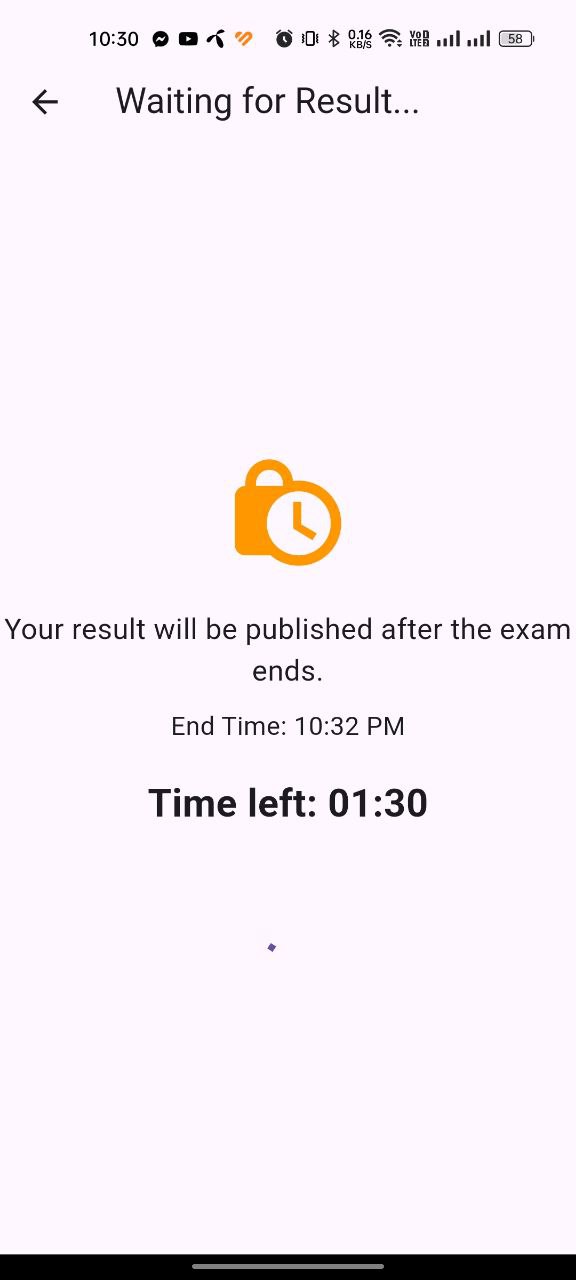 10:30 0.16 KB/S VoD LTE 58
Waiting for Result...
Your result will be published after the exam
ends.
End Time: 10:32 PM
Time left: 01:30